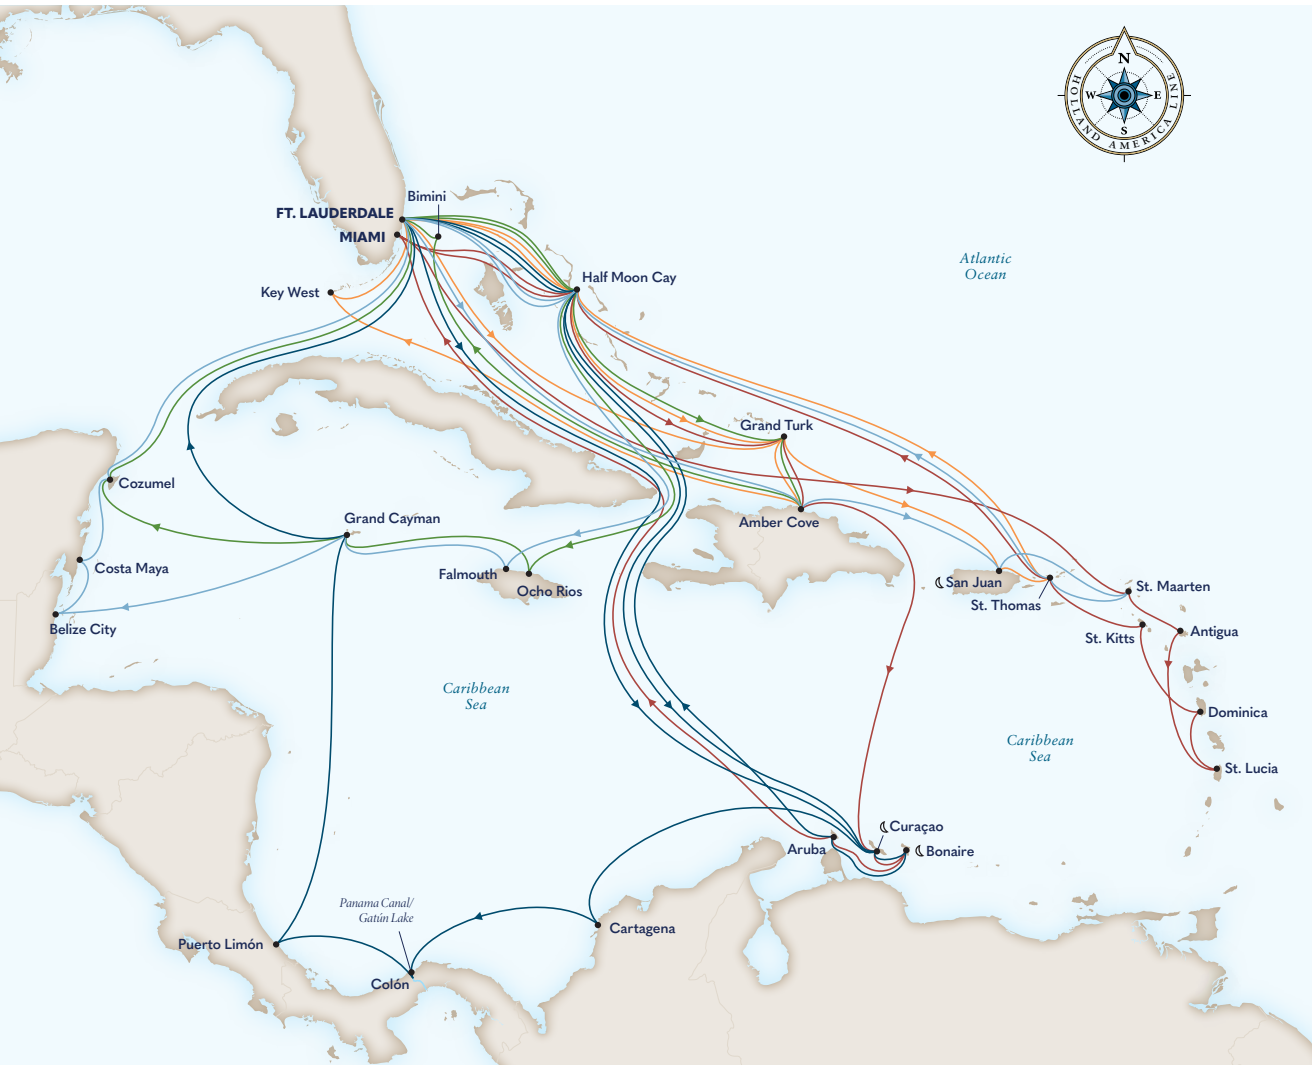 N
W
E
S
HOLLAND AMERICA LINE
Bimini
FT. LAUDERDALE
MIAMI
Atlantic
Ocean
Half Moon Cay
Key West
Grand Turk
Cozumel
Grand Cayman
Amber Cove
Costa Maya
Falmouth
Ocho Rios
San Juan
St. Maarten
St. Thomas
Belize City
St. Kitts
Antigua
Caribbean
Sea
Dominica
Caribbean
Sea
St. Lucia
Curaçao
Aruba
Bonaire
Panama Canal/
Gatún Lake
Cartagena
Puerto Limón
Colón